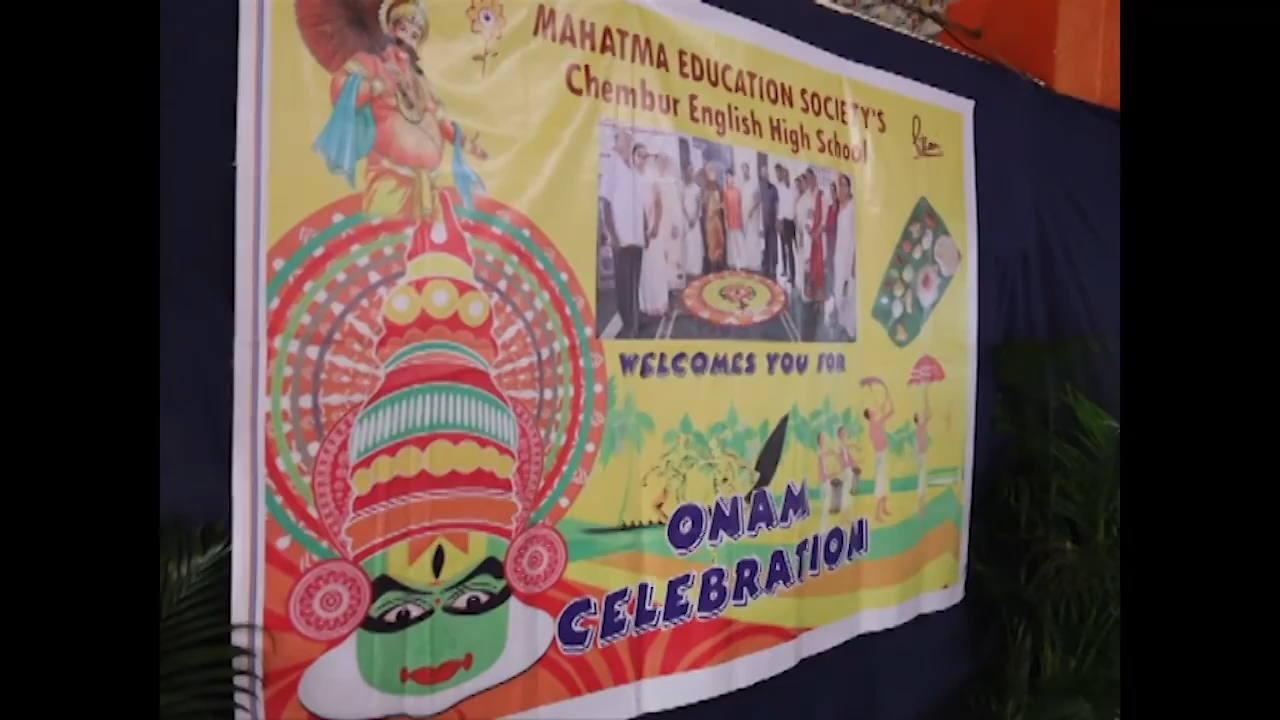 MAHATMA EDUCATION SOCIETY'S
Chembur English High School
WELCOMES YOU FOR
ONAM
CELEBRATION